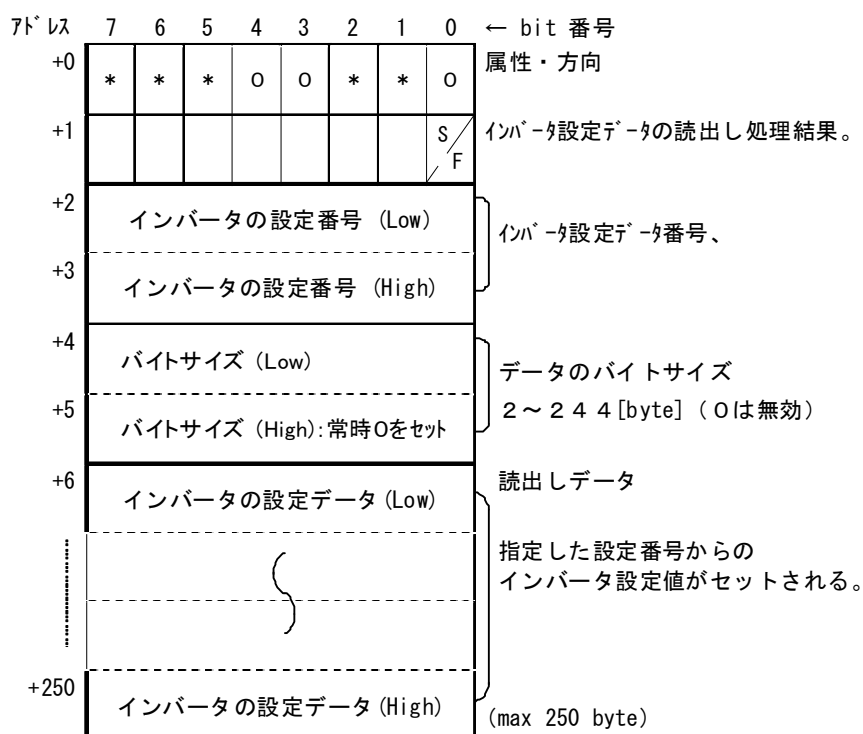 アドレス 7 6 5 4 3 2 1 0 ← bit 番号
+0 * * * 0 0 * * 0 属性・方向
+1 S/F インバータ設定データの読出し処理結果。
+2 インバータの設定番号 (Low)
インバータ設定データ番号、
+3 インバータの設定番号 (High)
+4 バイトサイズ (Low)
データのバイトサイズ
+5 バイトサイズ (High):常時0をセット 2~244[byte] (0は無効)
+6 インバータの設定データ(Low) 読出しデータ
指定した設定番号からの
インバータ設定値がセットされる。
+250 インバータの設定データ(High) (max 250 byte)